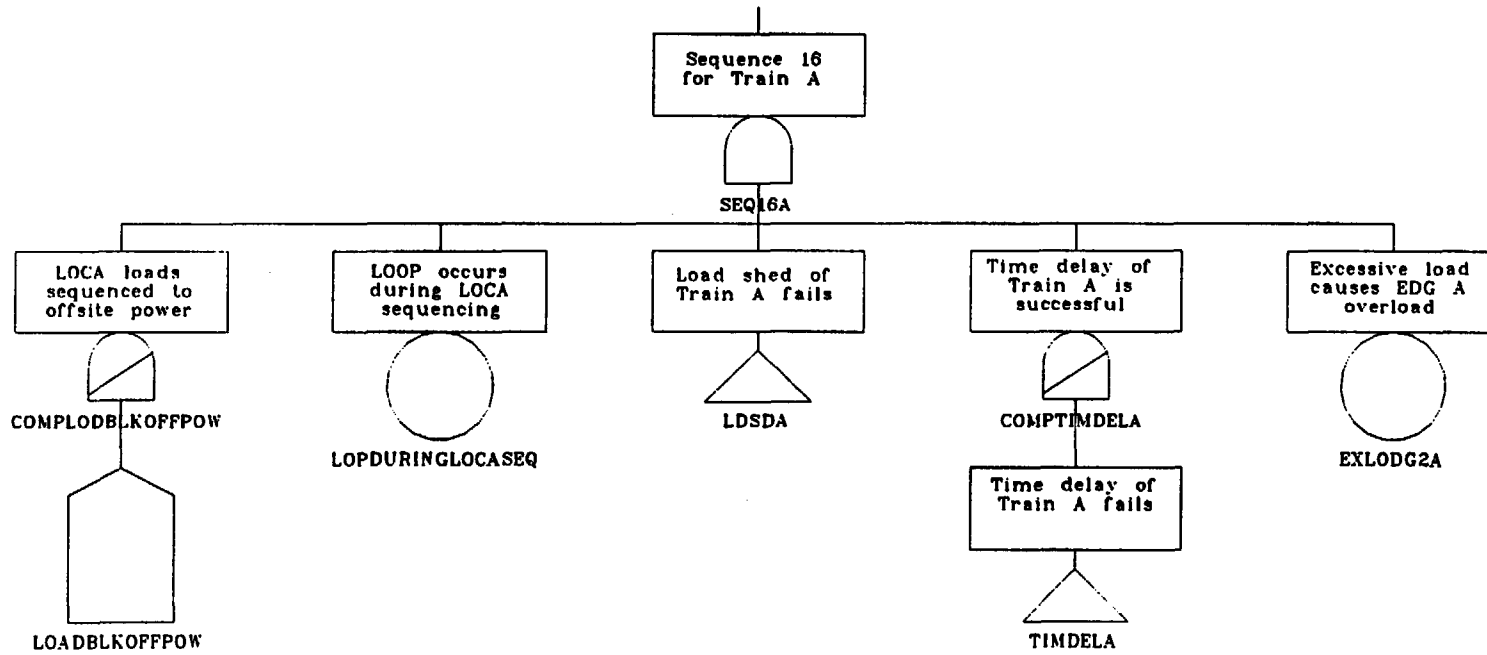 Sequence 16
for Train A
SEQ16A
LOCA loads
sequenced to
offsite power
COMPLODBLKOFFPOW
LOADBLKOFFPOW
LOOP occurs
during LOCA
sequencing
LOPDURINGLOCASEQ
Load shed of
Train A fails
LDSDA
Time delay of
Train A is
successful
COMPTIMDELA
Time delay of
Train A fails
TIMDELA
Excessive load
causes EDG A
overload
EXLODG2A